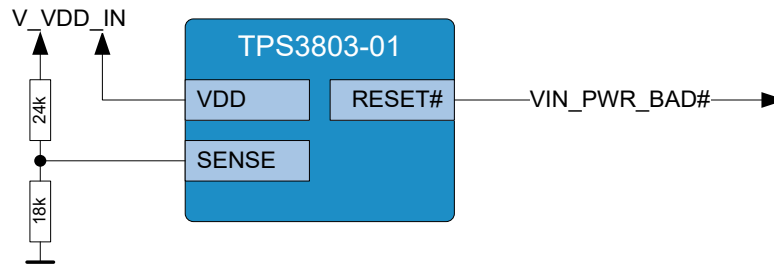 V_VDD_IN
TPS3803-01
VDD
RESET#
VIN_PWR_BAD#
24k
SENSE
18k